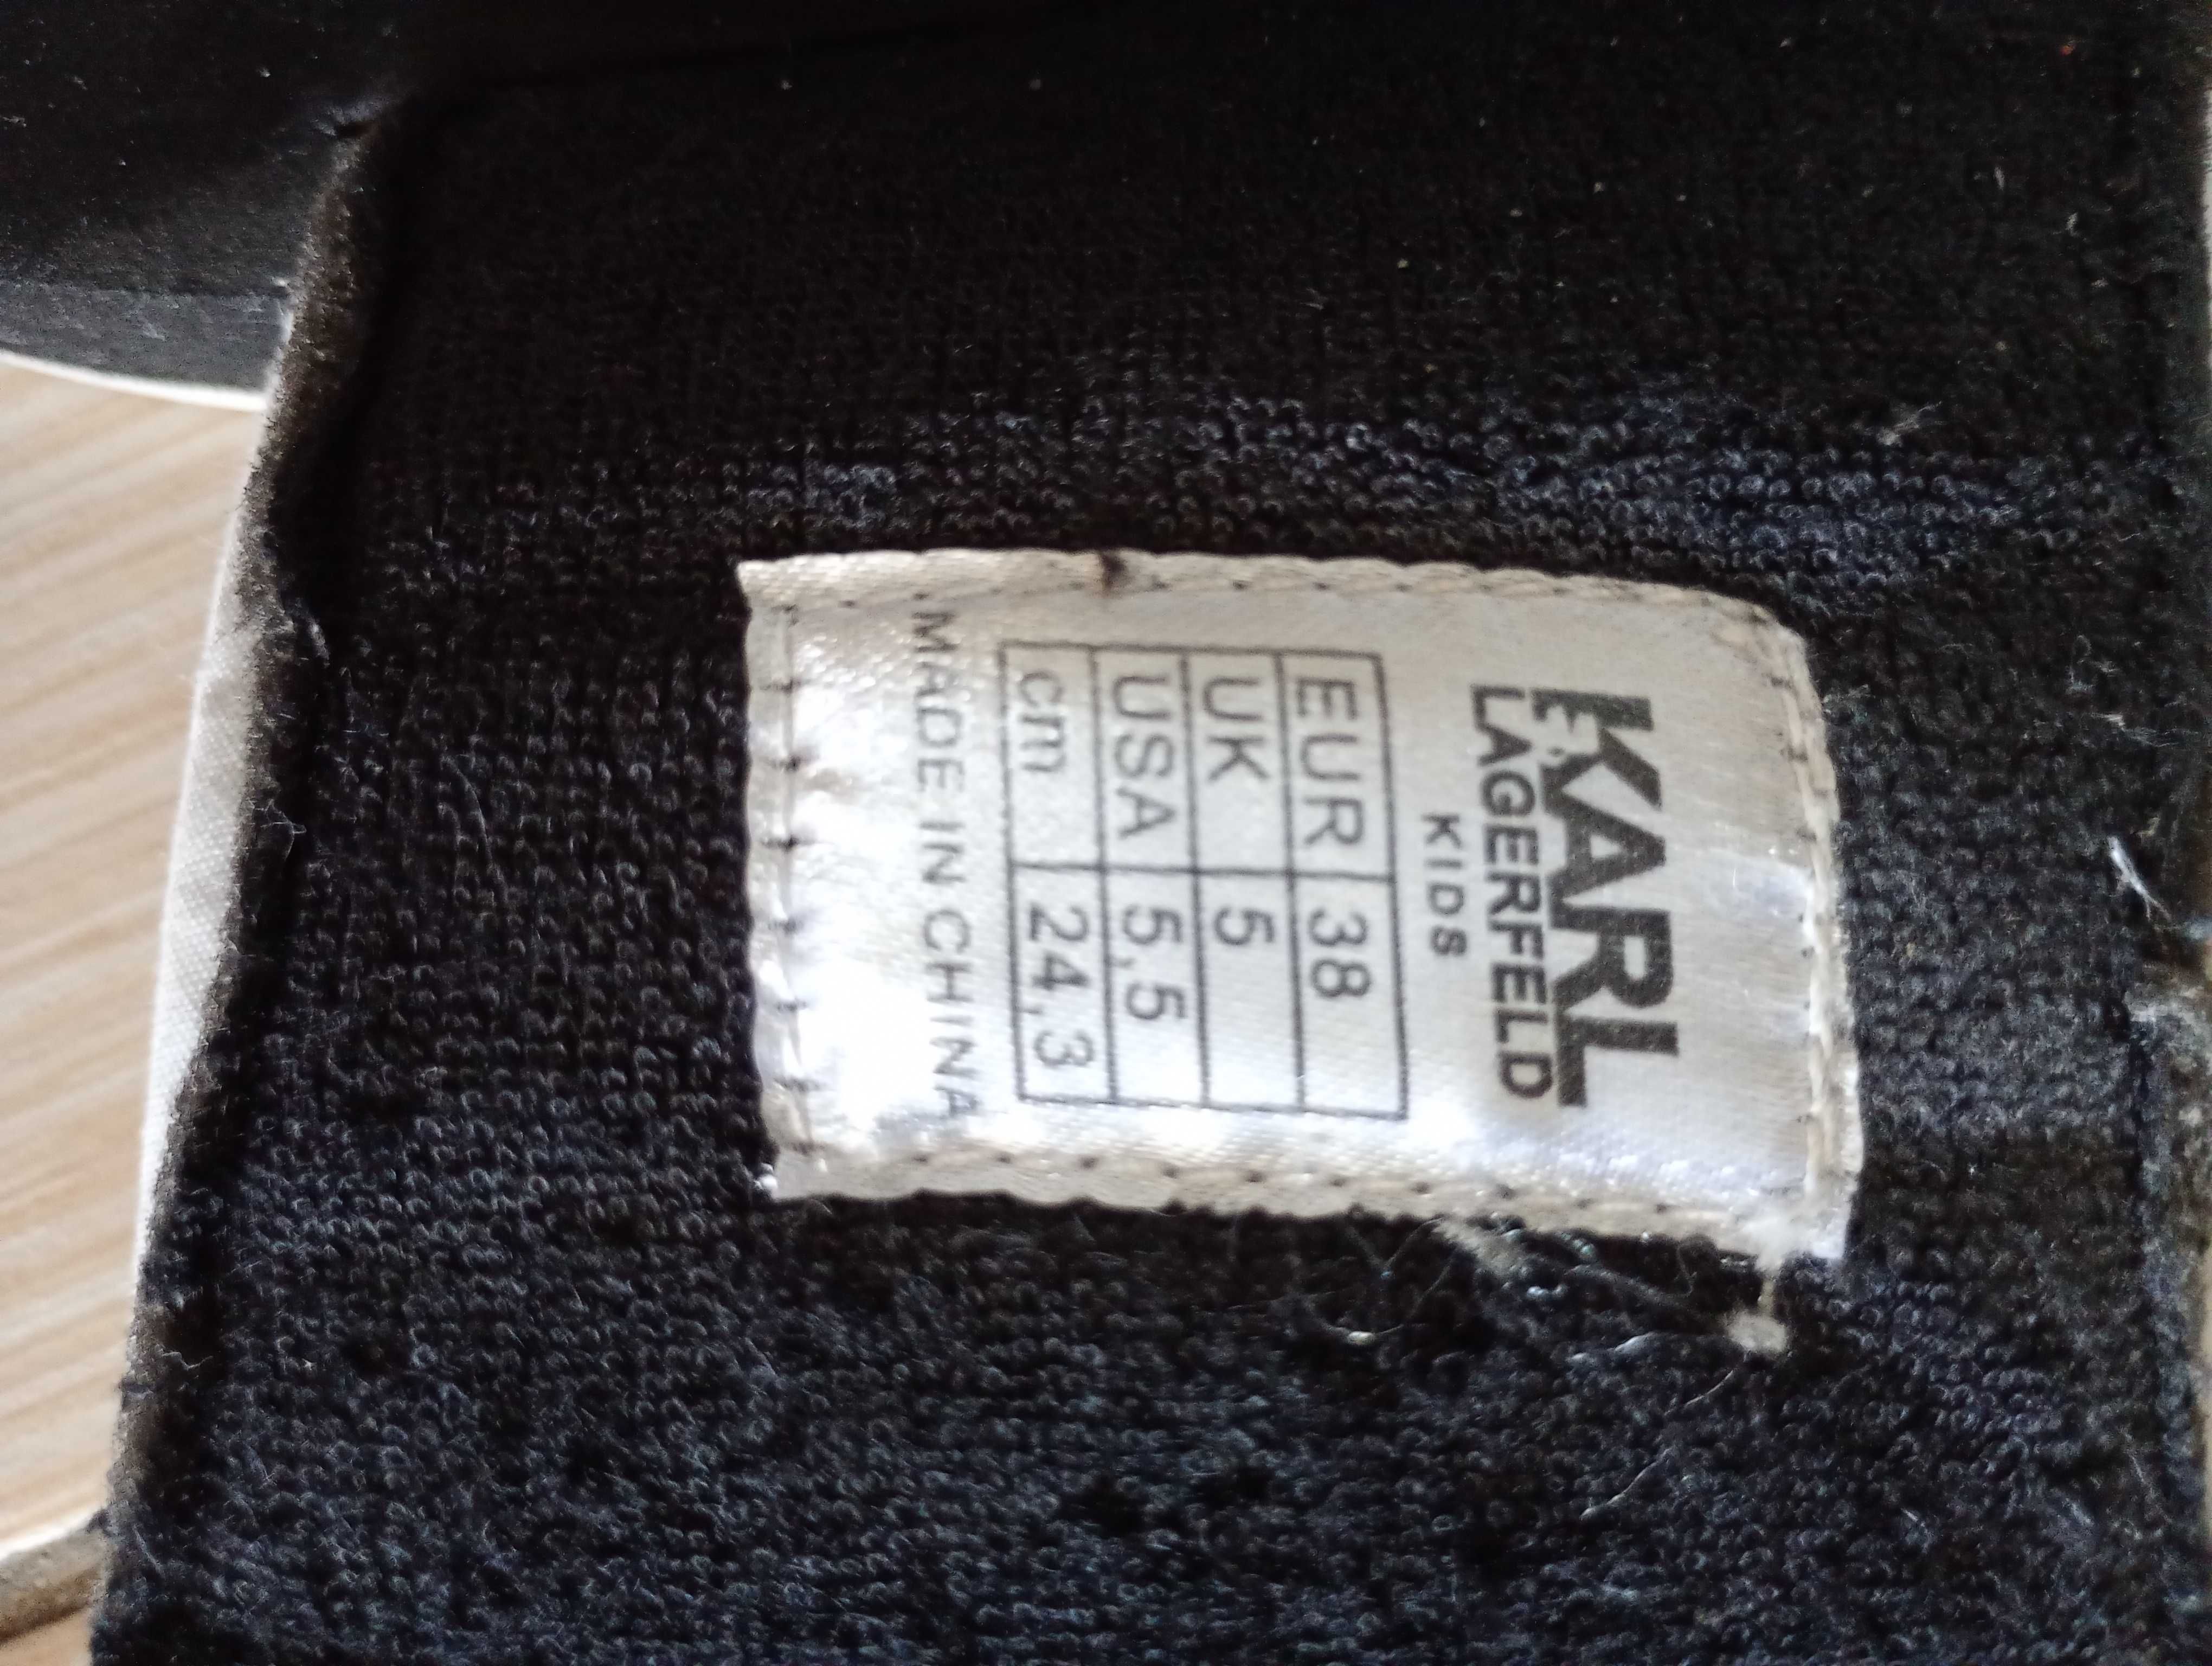 KARL
LAGERFELD
KIDS
EUR 38
UK 5
USA 5,5
cm 24,3
MADE IN CHINA